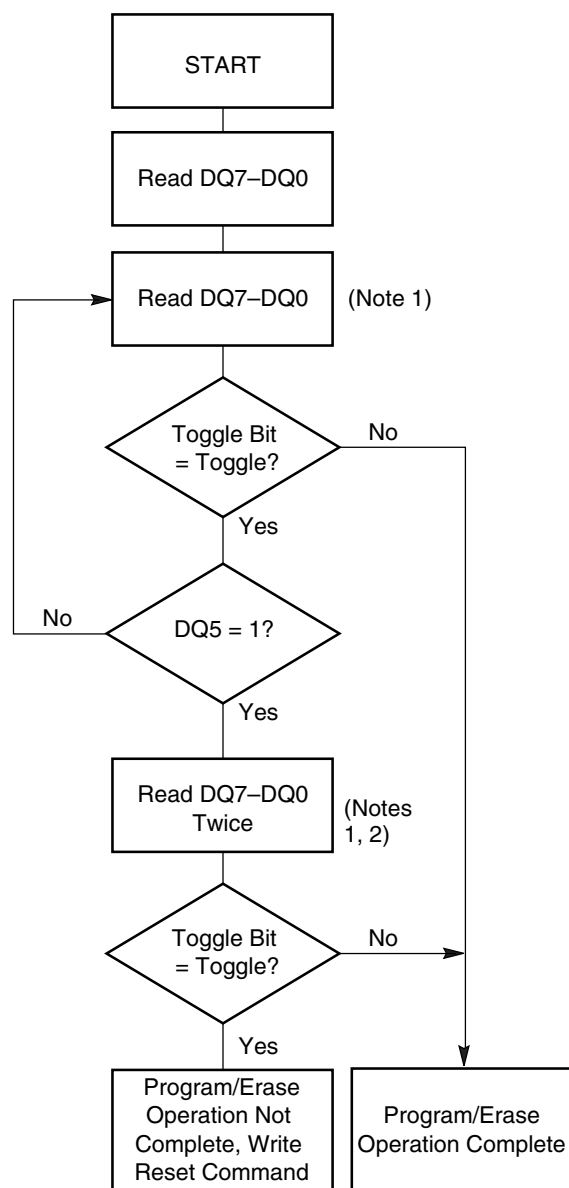 START
Read DQ7–DQ0
Read DQ7–DQ0
(Note 1)
Toggle Bit
= Toggle?
No
Yes
No
DQ5 = 1?
Yes
Read DQ7–DQ0
Twice
(Notes
1, 2)
Toggle Bit
= Toggle?
No
Yes
Program/Erase
Operation Not
Complete, Write
Reset Command
Program/Erase
Operation Complete